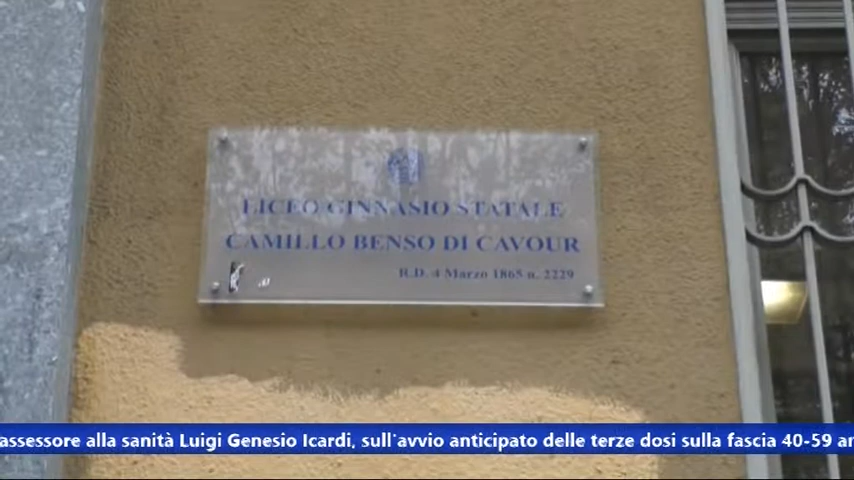 LICEO GINNASIO STATALE
CAMILLO BENSO DI CAVOUR
R.D. 4 Marzo 1865 n. 2229
assessore alla sanità Luigi Genesio Icardi, sull'avvio anticipato delle terze dosi sulla fascia 40-59